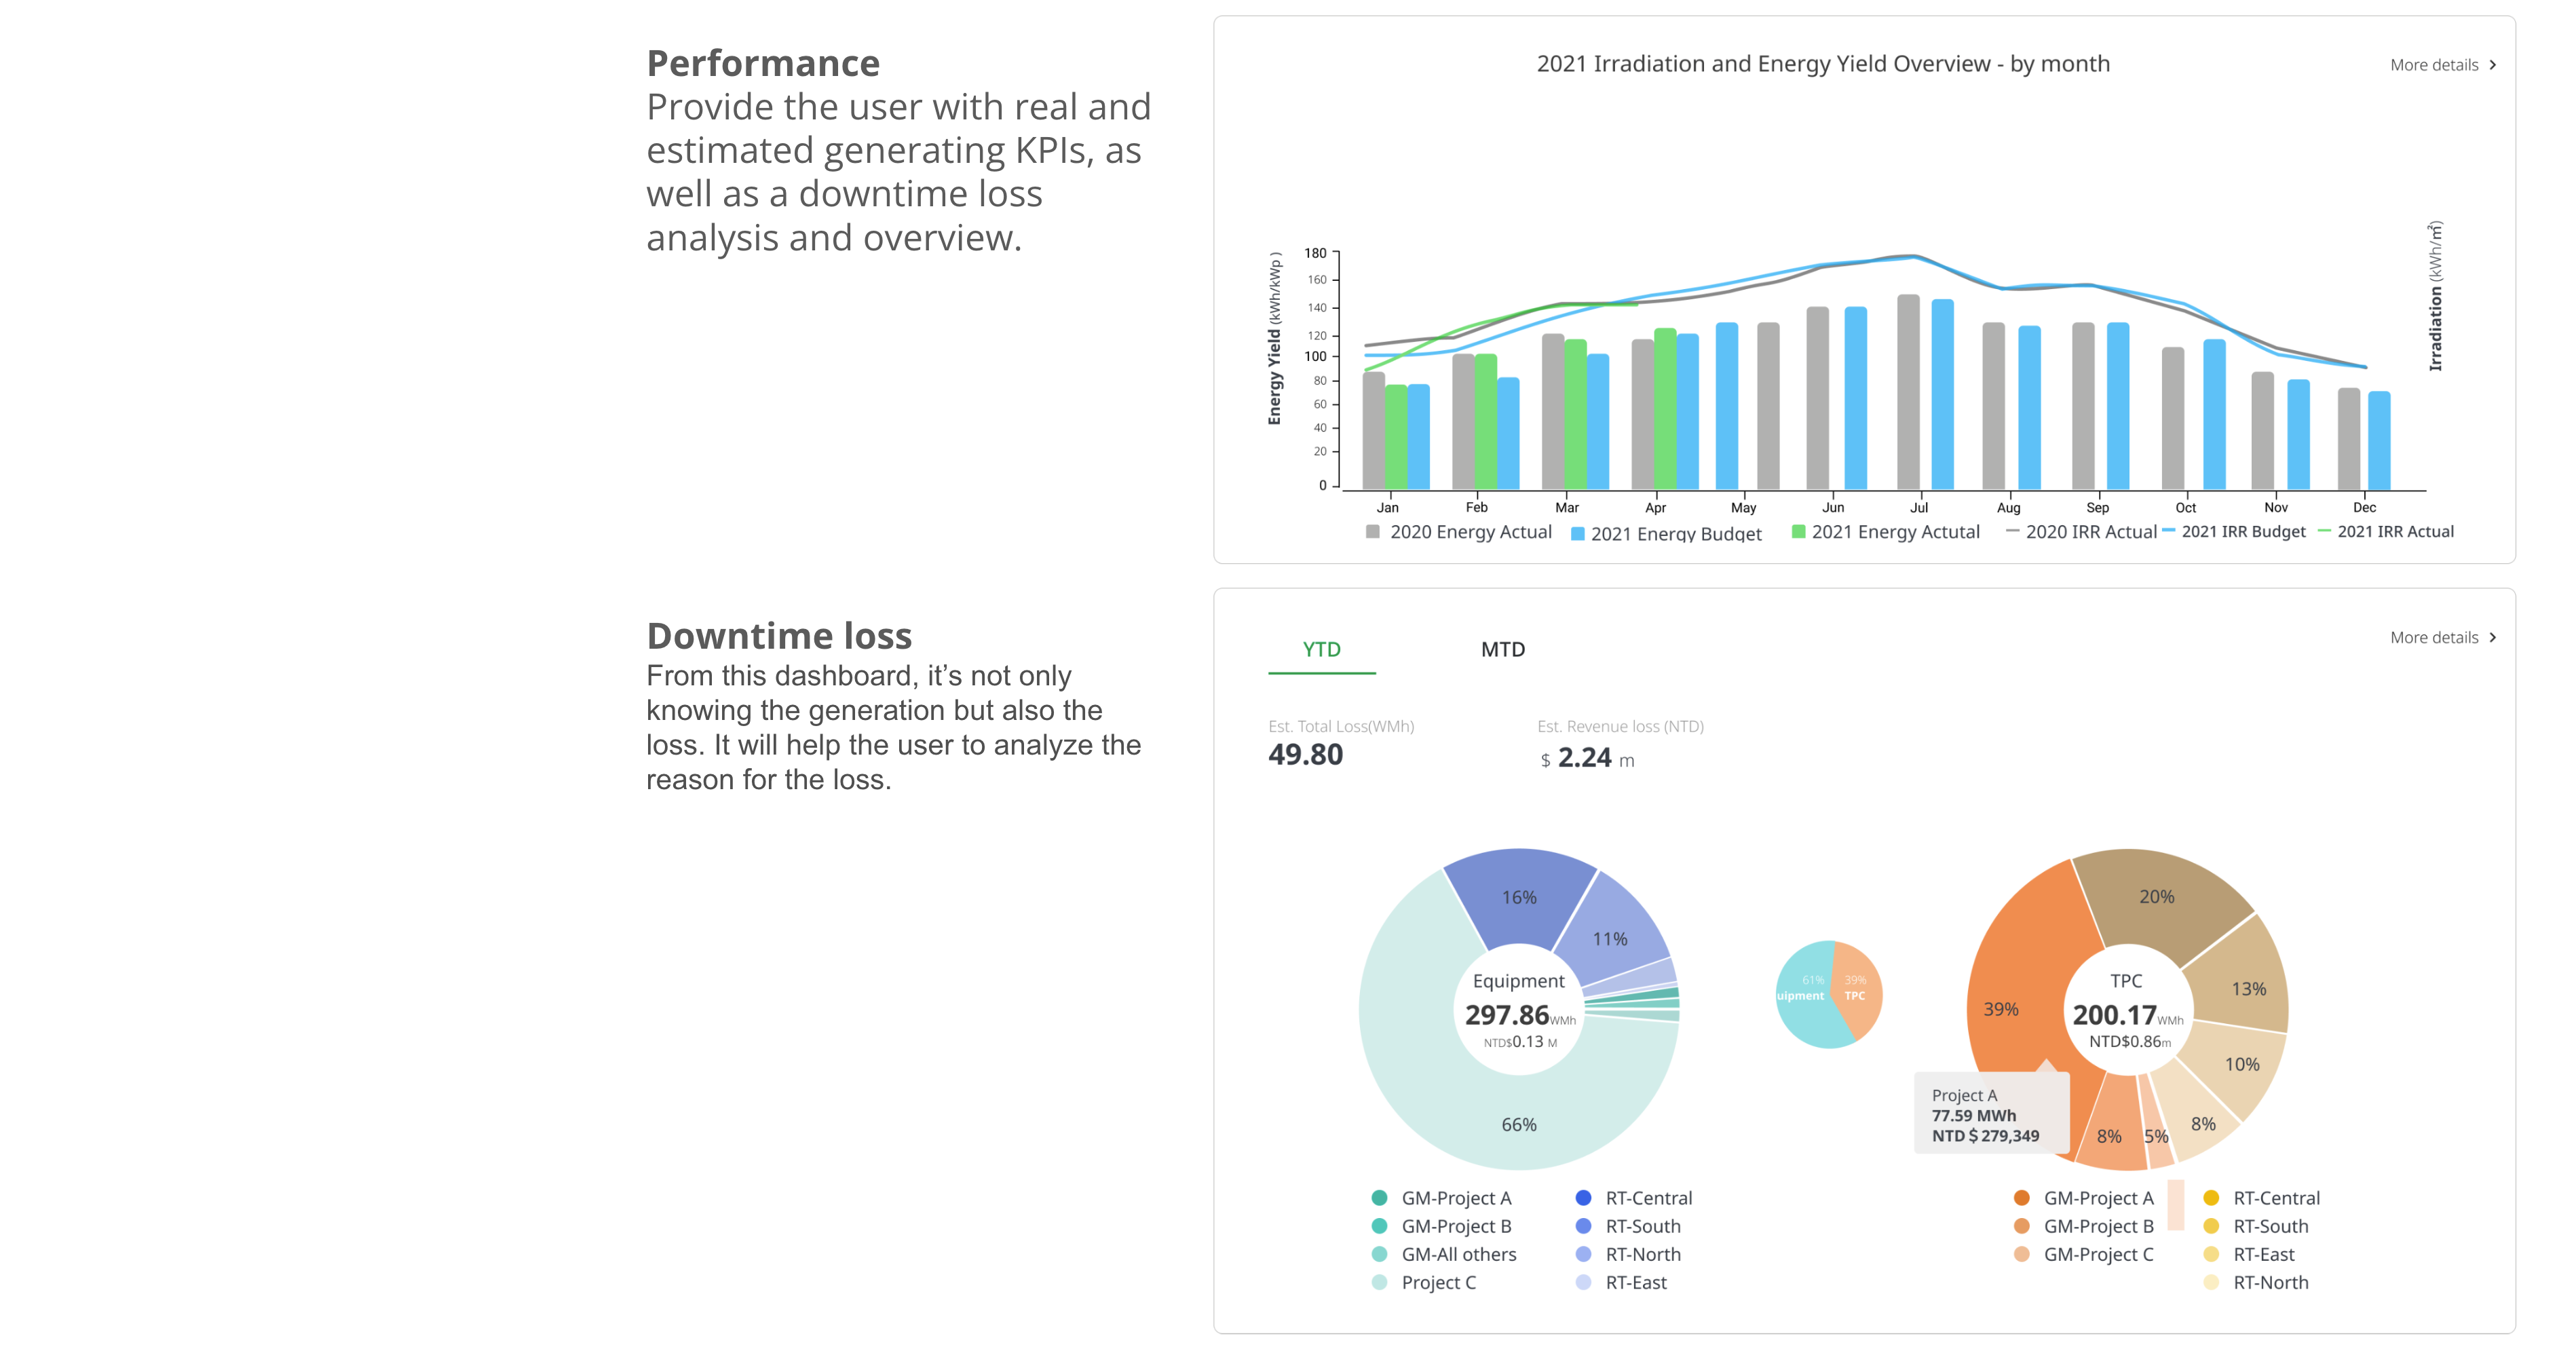 Performance
Provide the user with real and
estimated generating KPIs, as
well as a downtime loss
analysis and overview.
2021 Irradiation and Energy Yield Overview - by month
More details >
Energy Yield (kWh/kWp )
180
160
140
120
100
80
60
40
20
0
Irradiation (kWh/㎡)
Jan Feb Mar Apr May Jun Jul Aug Sep Oct Nov Dec
2020 Energy Actual 2021 Energy Budget 2021 Energy Actutal 2020 IRR Actual 2021 IRR Budget 2021 IRR Actual
Downtime loss
From this dashboard, it’s not only
knowing the generation but also the
loss. It will help the user to analyze the
reason for the loss.
YTD MTD
More details >
Est. Total Loss(WMh)
49.80
Est. Revenue loss (NTD)
$ 2.24 m
16%
11%
66%
Equipment
297.86WMh
NTD$0.13 M
61%
uipment
39%
TPC
20%
13%
10%
8%
5%
8%
39%
TPC
200.17WMh
NTD$0.86m
Project A
77.59 MWh
NTD $ 279,349
GM-Project A
GM-Project B
GM-All others
Project C
RT-Central
RT-South
RT-North
RT-East
GM-Project A
GM-Project B
GM-Project C
RT-Central
RT-South
RT-East
RT-North